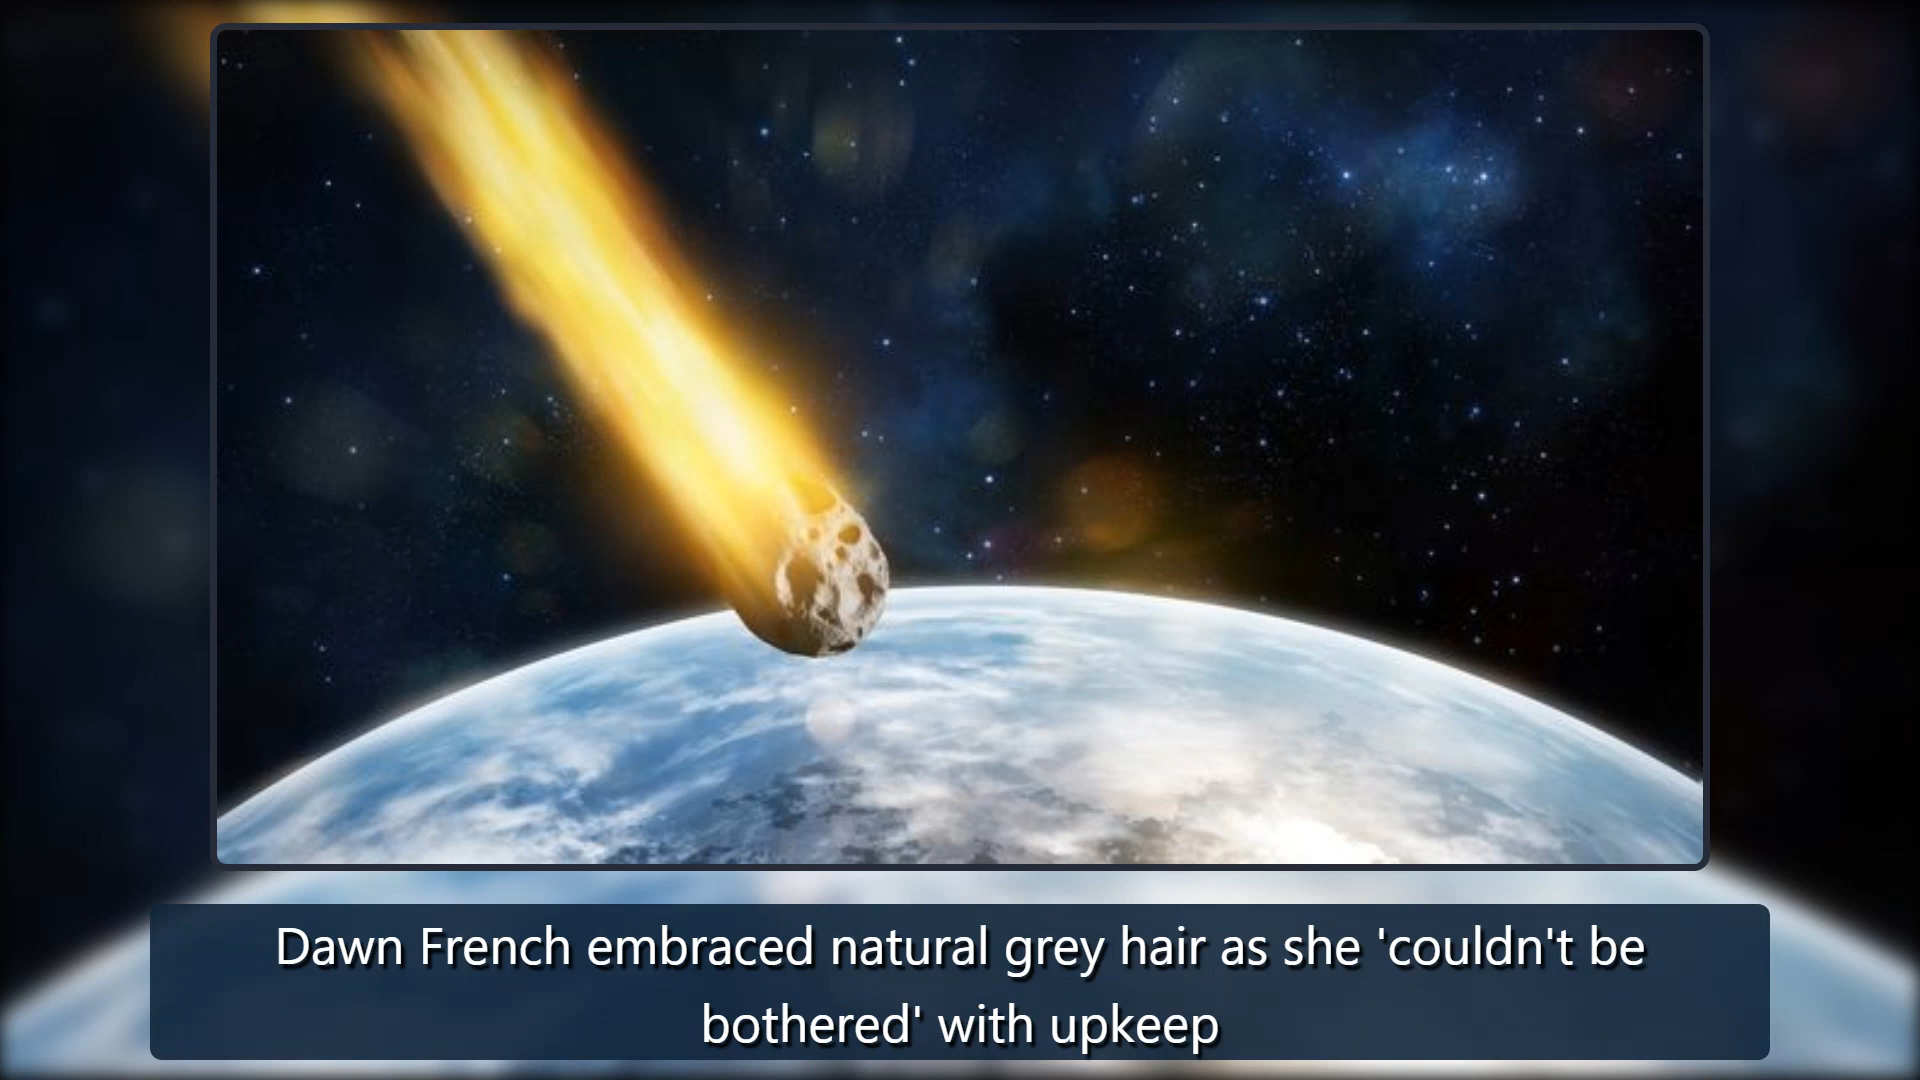 Dawn French embraced natural grey hair as she 'couldn't be
bothered' with upkeep